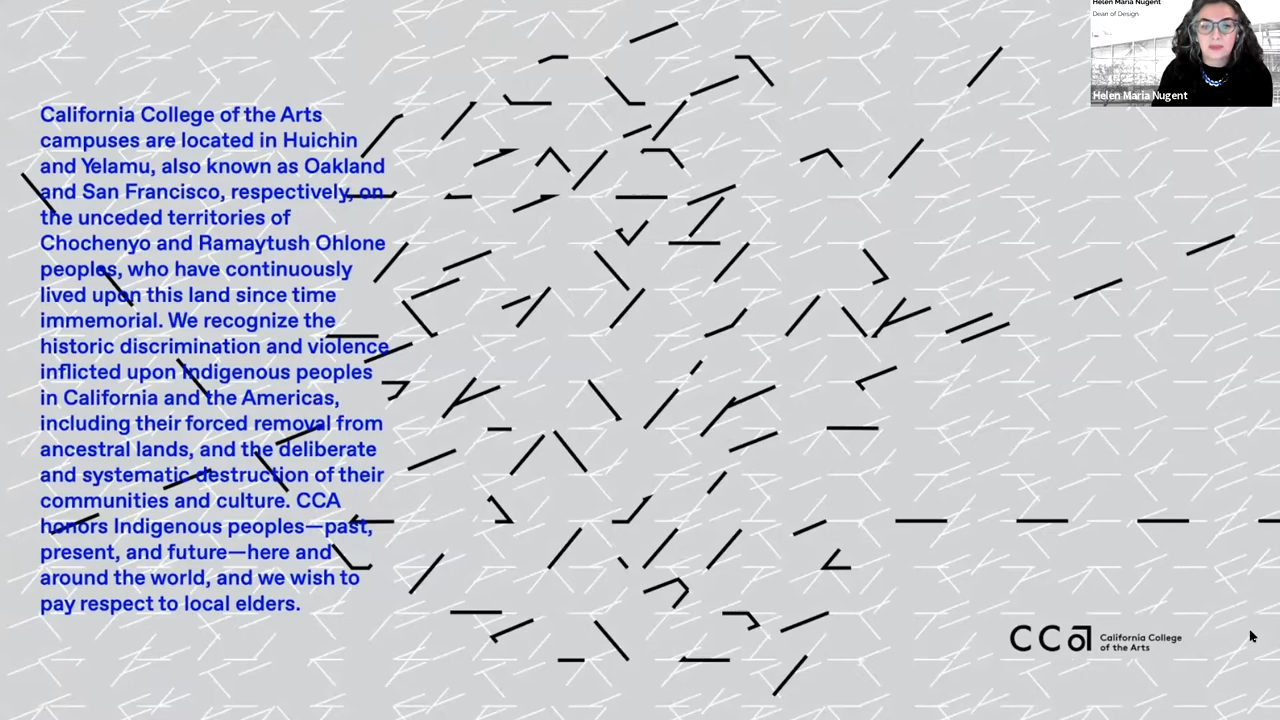 Helen Maria Nugent
Dean of Design
Helen Maria Nugent
California College of the Arts
campuses are located in Huichin
and Yelamu, also known as Oakland
and San Francisco, respectively, on
the unceded territories of
Chochenyo and Ramaytush Ohlone
peoples, who have continuously
lived upon this land since time
immemorial. We recognize the
historic discrimination and violence
inflicted upon Indigenous peoples
in California and the Americas,
including their forced removal from
ancestral lands, and the deliberate
and systematic destruction of their
communities and culture. CCA
honors Indigenous peoples—past,
present, and future—here and
around the world, and we wish to
pay respect to local elders.
CCA
California College
of the Arts